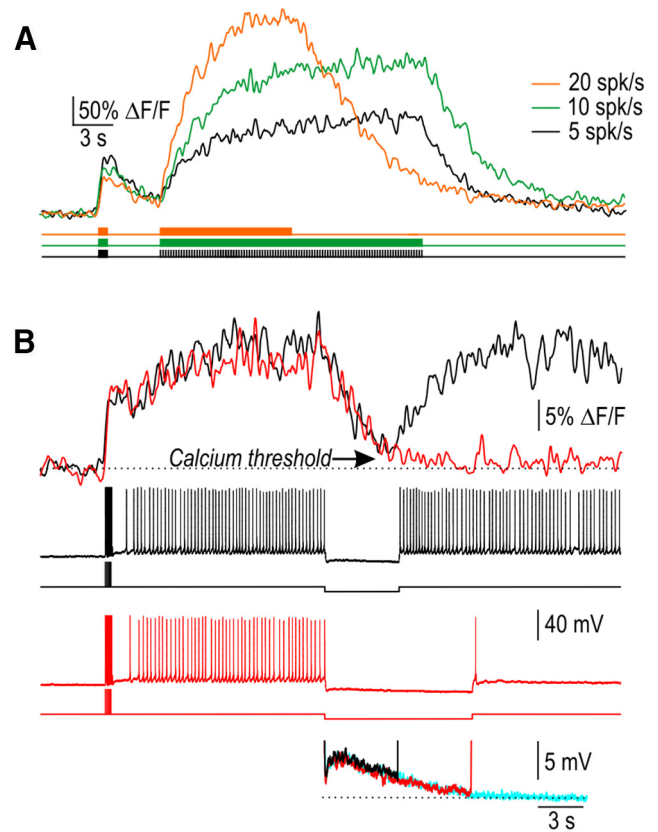 A
50% ΔF/F
3 s
20 spk/s
10 spk/s
5 spk/s
B
5% ΔF/F
Calcium threshold
40 mV
5 mV
3 s